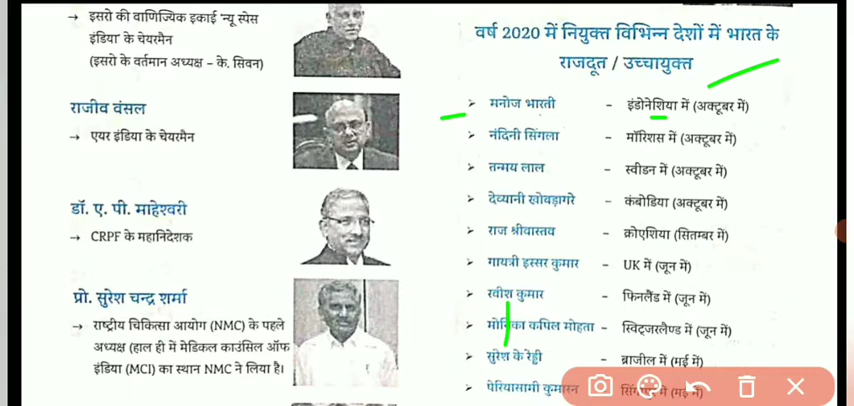 → इसरो की वाणिज्यिक इकाई 'न्यू स्पेस
इंडिया' के चेयरमैन
(इसरो के वर्तमान अध्यक्ष – के. सिवन)
राजीव वंसल
→ एयर इंडिया के चेयरमैन
डॉ. ए. पी. माहेश्वरी
→ CRPF के महानिदेशक
प्रो. सुरेश चन्द्र शर्मा
→ राष्ट्रीय चिकित्सा आयोग (NMC) के पहले
अध्यक्ष (हाल ही में मेडिकल काउंसिल ऑफ
इंडिया (MCI) का स्थान NMC ने लिया है।
वर्ष 2020 में नियुक्त विभिन्न देशों में भारत के
राजदूत / उच्चायुक्त
➢ मनोज भारती – इंडोनेशिया में (अक्टूबर में)
➢ नंदिनी सिंगला – मॉरिशस में (अक्टूबर में)
➢ तन्मय लाल – स्वीडन में (अक्टूबर में)
➢ देव्यानी खोबड़ागरे – कंबोडिया (अक्टूबर में)
➢ राज श्रीवास्तव – क्रोएशिया (सितम्बर में)
➢ गायत्री इस्सर कुमार – UK में (जून में)
➢ रवीश कुमार – फिनलैंड में (जून में)
➢ मोनिका कपिल मोहता – स्विट्जरलैण्ड में (जून में)
➢ सुरेश के रेड्डी – ब्राजील में (मई में)
➢ पेरियासामी कुमारन – सिंगापुर में (मई में)